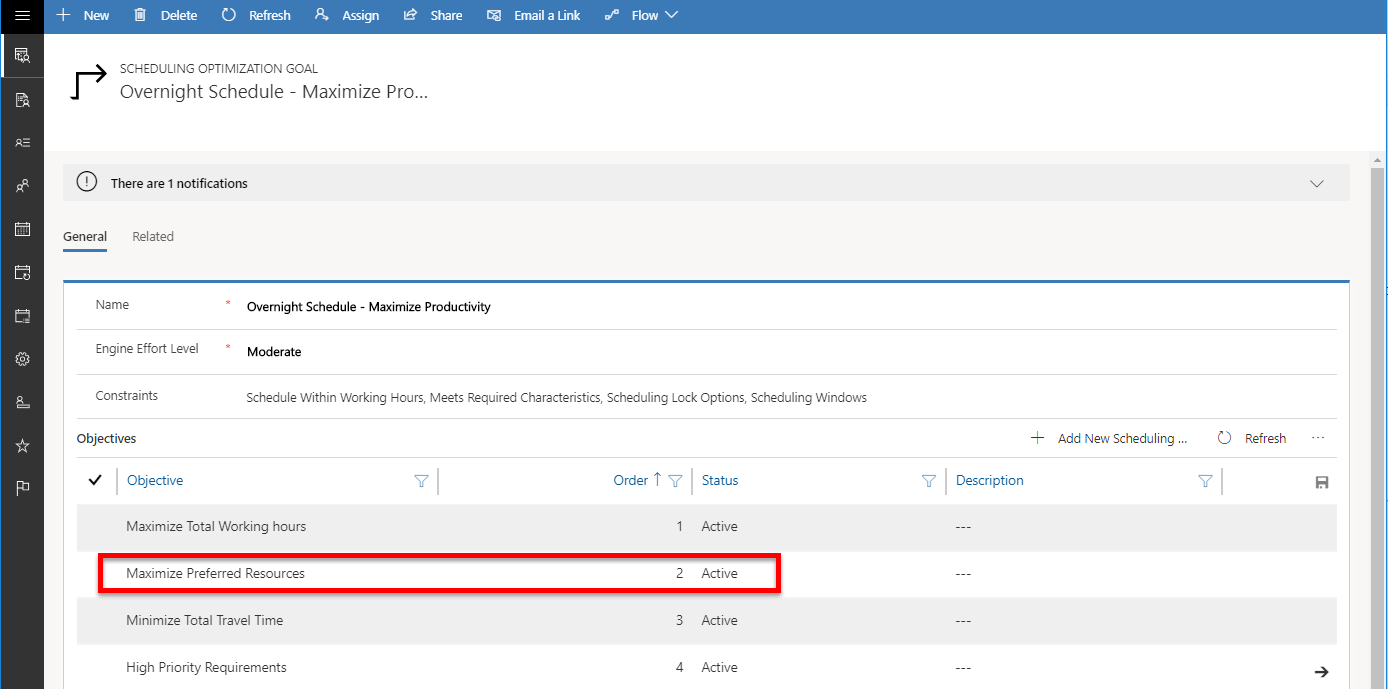 New Delete Refresh Assign Share Email a Link Flow
SCHEDULING OPTIMIZATION GOAL
Overnight Schedule - Maximize Pro...
There are 1 notifications
General Related
Name * Overnight Schedule - Maximize Productivity
Engine Effort Level * Moderate
Constraints Schedule Within Working Hours, Meets Required Characteristics, Scheduling Lock Options, Scheduling Windows
Objectives Add New Scheduling ... Refresh ...
Objective Order Status Description
Maximize Total Working hours 1 Active ---
Maximize Preferred Resources 2 Active ---
Minimize Total Travel Time 3 Active ---
High Priority Requirements 4 Active ---